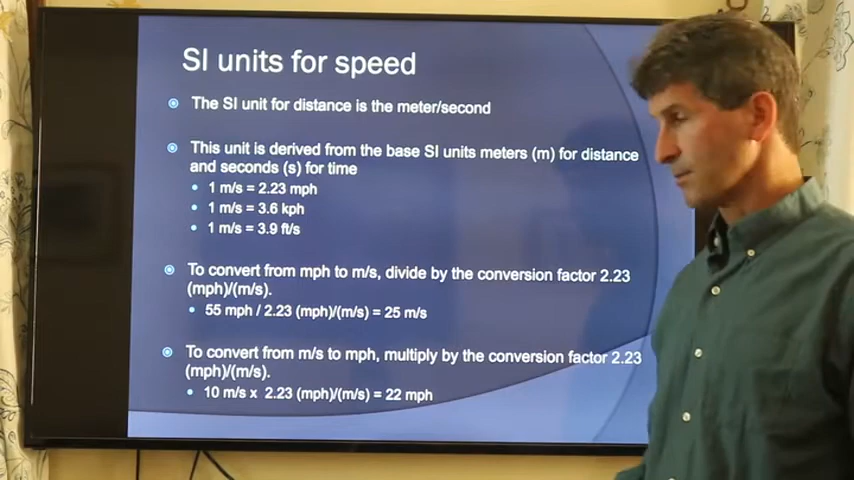 SI units for speed
The SI unit for distance is the meter/second
This unit is derived from the base SI units meters (m) for distance
and seconds (s) for time
1 m/s = 2.23 mph
1 m/s = 3.6 kph
1 m/s = 3.9 ft/s
To convert from mph to m/s, divide by the conversion factor 2.23
(mph)/(m/s).
55 mph / 2.23 (mph)/(m/s) = 25 m/s
To convert from m/s to mph, multiply by the conversion factor 2.23
(mph)/(m/s).
10 m/s x 2.23 (mph)/(m/s) = 22 mph